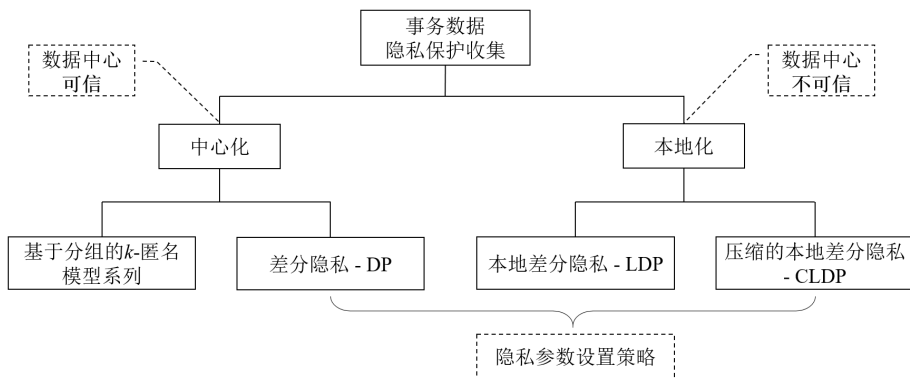 事务数据
隐私保护收集
数据中心
可信
数据中心
不可信
中心化
本地化
基于分组的k-匿名
模型系列
差分隐私 - DP
本地差分隐私 - LDP
压缩的本地差分隐私
- CLDP
隐私参数设置策略